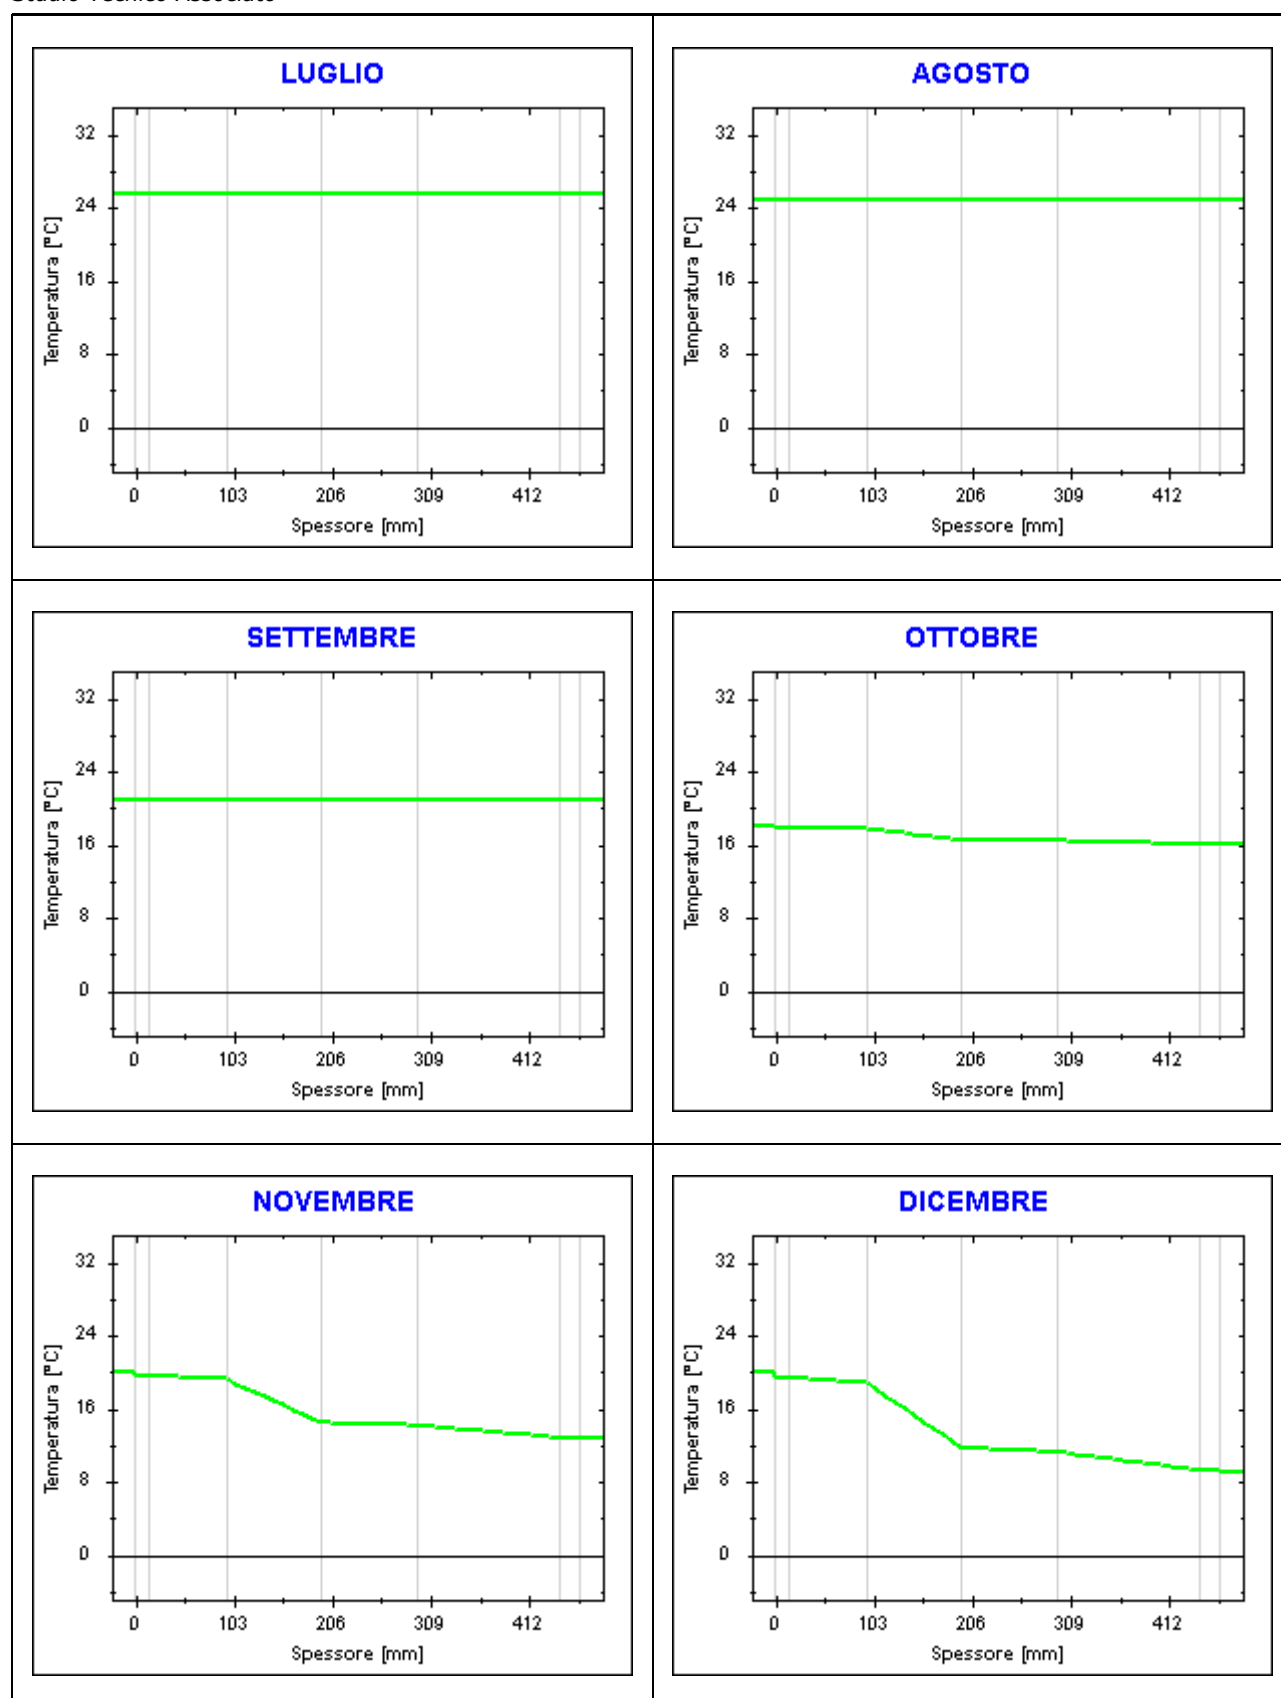 Studio Tecnico Associato
LUGLIO
32
24
16
8
0
Temperatura [°C]
0 103 206 309 412
Spessore [mm]
AGOSTO
32
24
16
8
0
Temperatura [°C]
0 103 206 309 412
Spessore [mm]
SETTEMBRE
32
24
16
8
0
Temperatura [°C]
0 103 206 309 412
Spessore [mm]
OTTOBRE
32
24
16
8
0
Temperatura [°C]
0 103 206 309 412
Spessore [mm]
NOVEMBRE
32
24
16
8
0
Temperatura [°C]
0 103 206 309 412
Spessore [mm]
DICEMBRE
32
24
16
8
0
Temperatura [°C]
0 103 206 309 412
Spessore [mm]